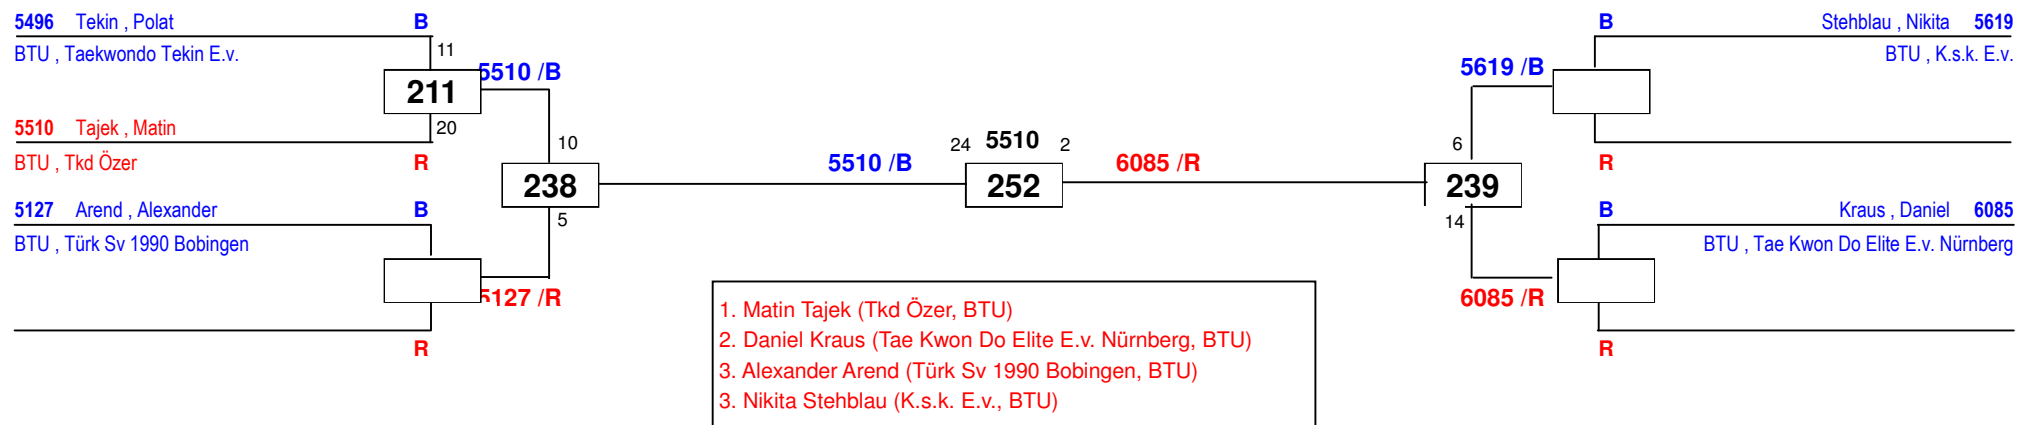 5496 Tekin , Polat B
BTU , Taekwondo Tekin E.v.
11
211
5510 /B
5510 Tajek , Matin
20
BTU , Tkd Özer R
10
238
5
5127 Arend , Alexander B
BTU , Türk Sv 1990 Bobingen
5127 /R
R
5510 /B
24 5510 2
252
6085 /R
B Stehblau , Nikita 5619
BTU , K.s.k. E.v.
5619 /B
R
6
239
14
B Kraus , Daniel 6085
BTU , Tae Kwon Do Elite E.v. Nürnberg
6085 /R
R
1. Matin Tajek (Tkd Özer, BTU)
2. Daniel Kraus (Tae Kwon Do Elite E.v. Nürnberg, BTU)
3. Alexander Arend (Türk Sv 1990 Bobingen, BTU)
3. Nikita Stehblau (K.s.k. E.v., BTU)